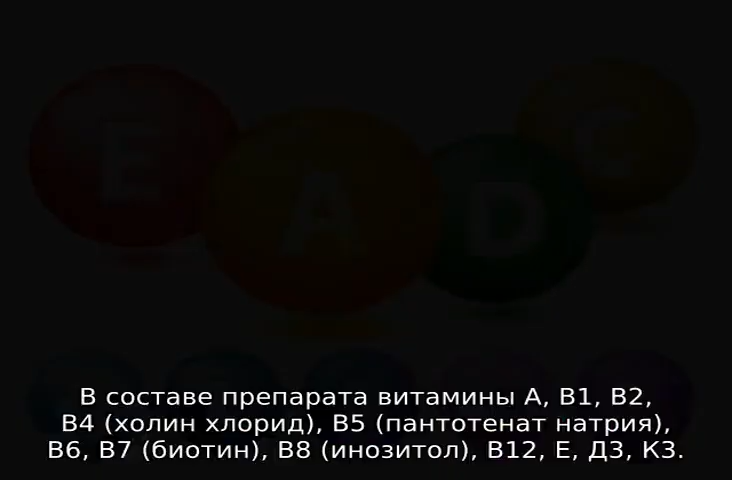 E
A
D
C
В составе препарата витамины А, В1, В2,
В4 (холин хлорид), В5 (пантотенат натрия),
В6, В7 (биотин), В8 (инозитол), В12, Е, Д3, К3.